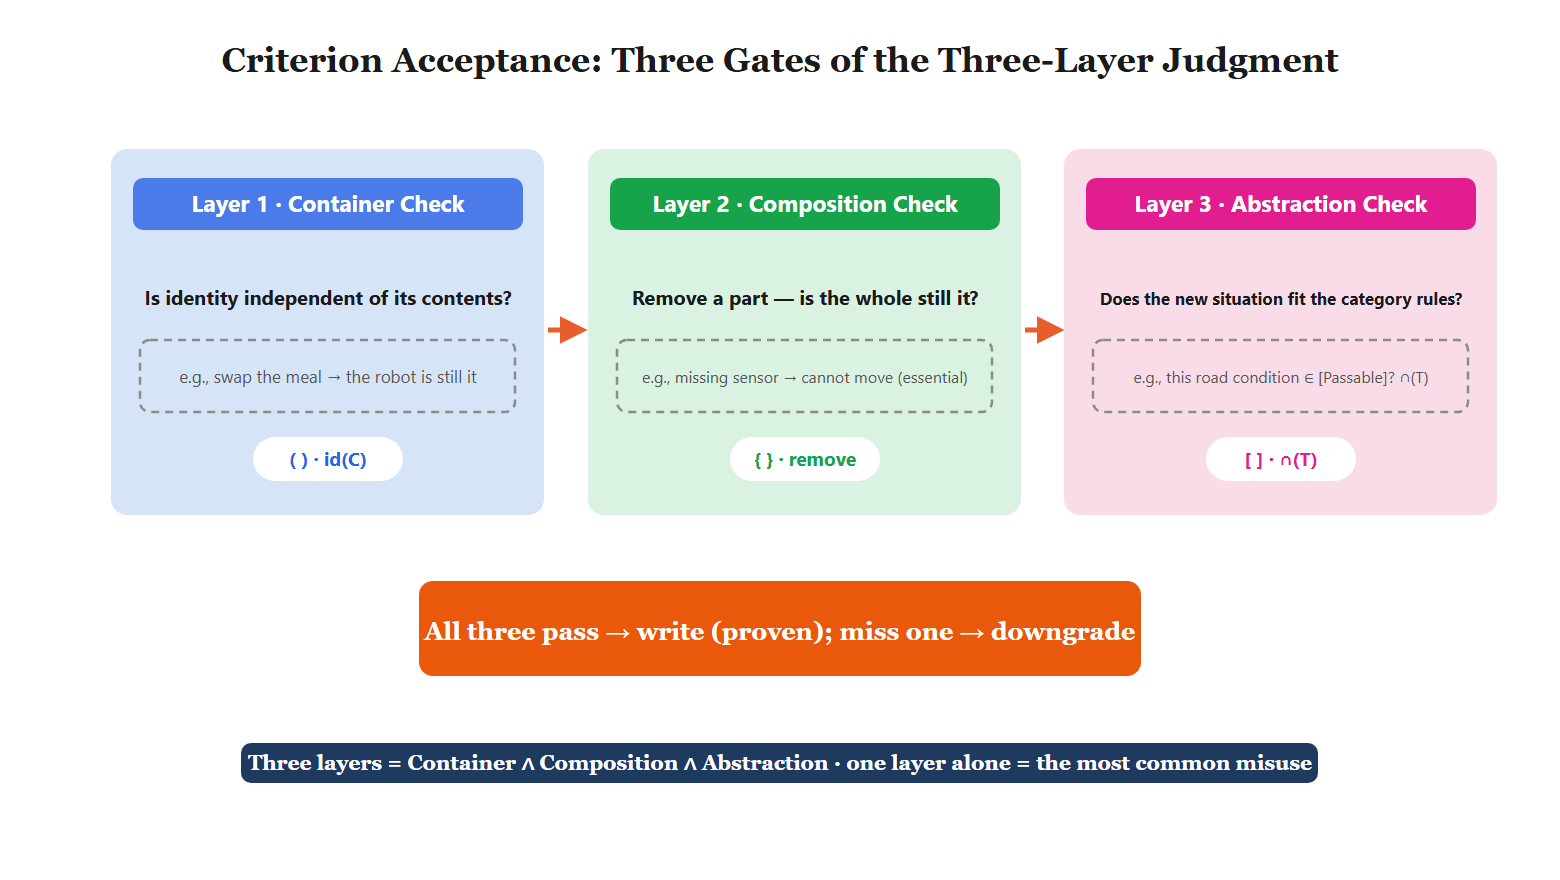 Criterion Acceptance: Three Gates of the Three-Layer Judgment
Layer 1 · Container Check
Is identity independent of its contents?
e.g., swap the meal → the robot is still it
( ) · id(C)
Layer 2 · Composition Check
Remove a part — is the whole still it?
e.g., missing sensor → cannot move (essential)
{ } · remove
Layer 3 · Abstraction Check
Does the new situation fit the category rules?
e.g., this road condition ∈ [Passable]? ∩(T)
[ ] · ∩(T)
All three pass → write (proven); miss one → downgrade
Three layers = Container ∧ Composition ∧ Abstraction · one layer alone = the most common misuse